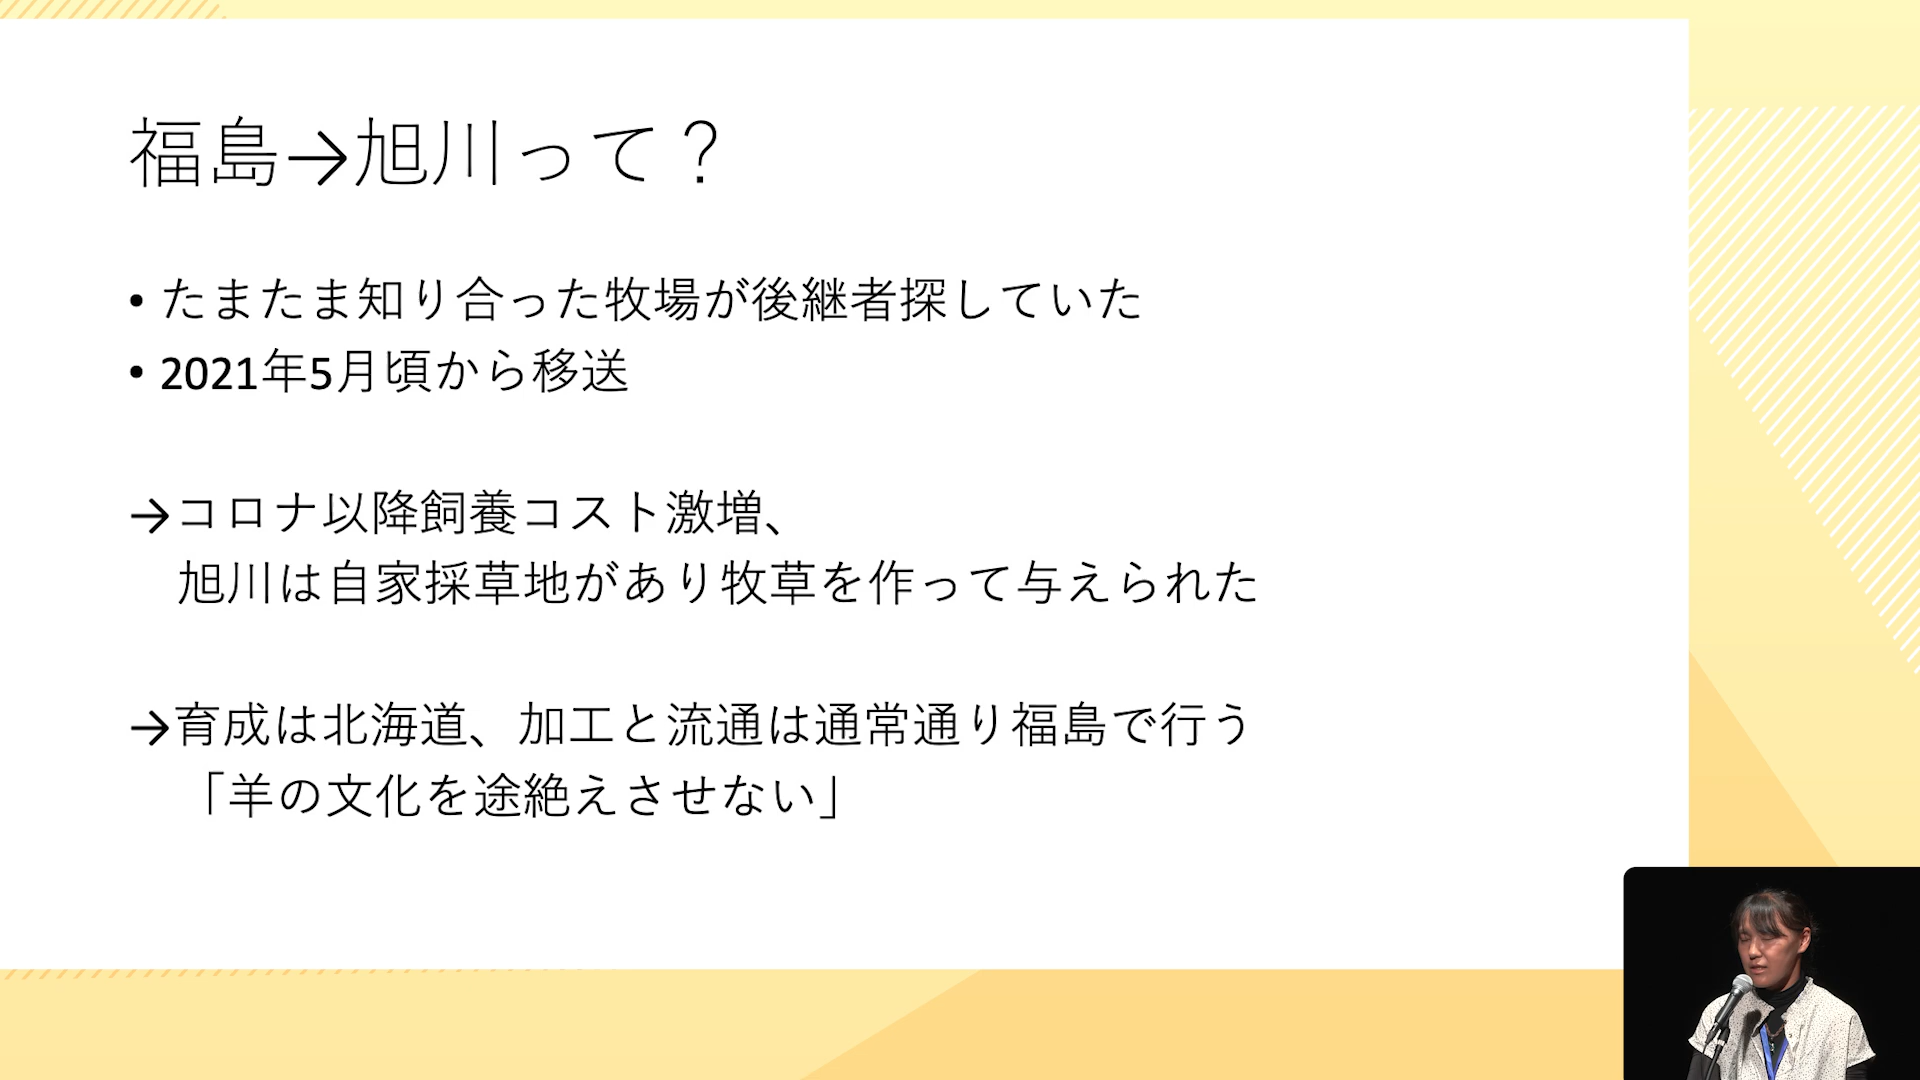 福島→旭川って？
• たまたま知り合った牧場が後継者探していた
• 2021年5月頃から移送
→コロナ以降飼養コスト激増、
旭川は自家採草地があり牧草を作って与えられた
→育成は北海道、加工と流通は通常通り福島で行う
「羊の文化を途絶えさせない」